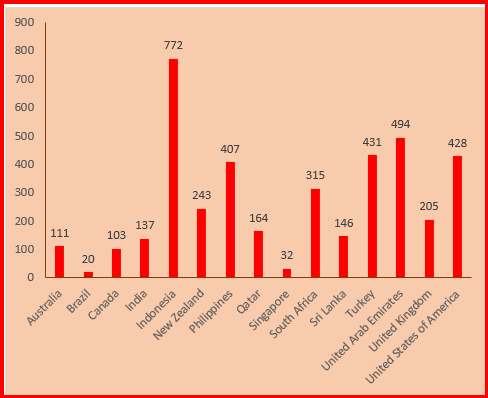 900
800
700
600
500
400
300
200
100
0
111
20
103
137
772
243
407
164
32
315
146
431
494
205
428
Australia
Brazil
Canada
India
Indonesia
New Zealand
Philippines
Qatar
Singapore
South Africa
Sri Lanka
Turkey
United Arab Emirates
United Kingdom
United States of America